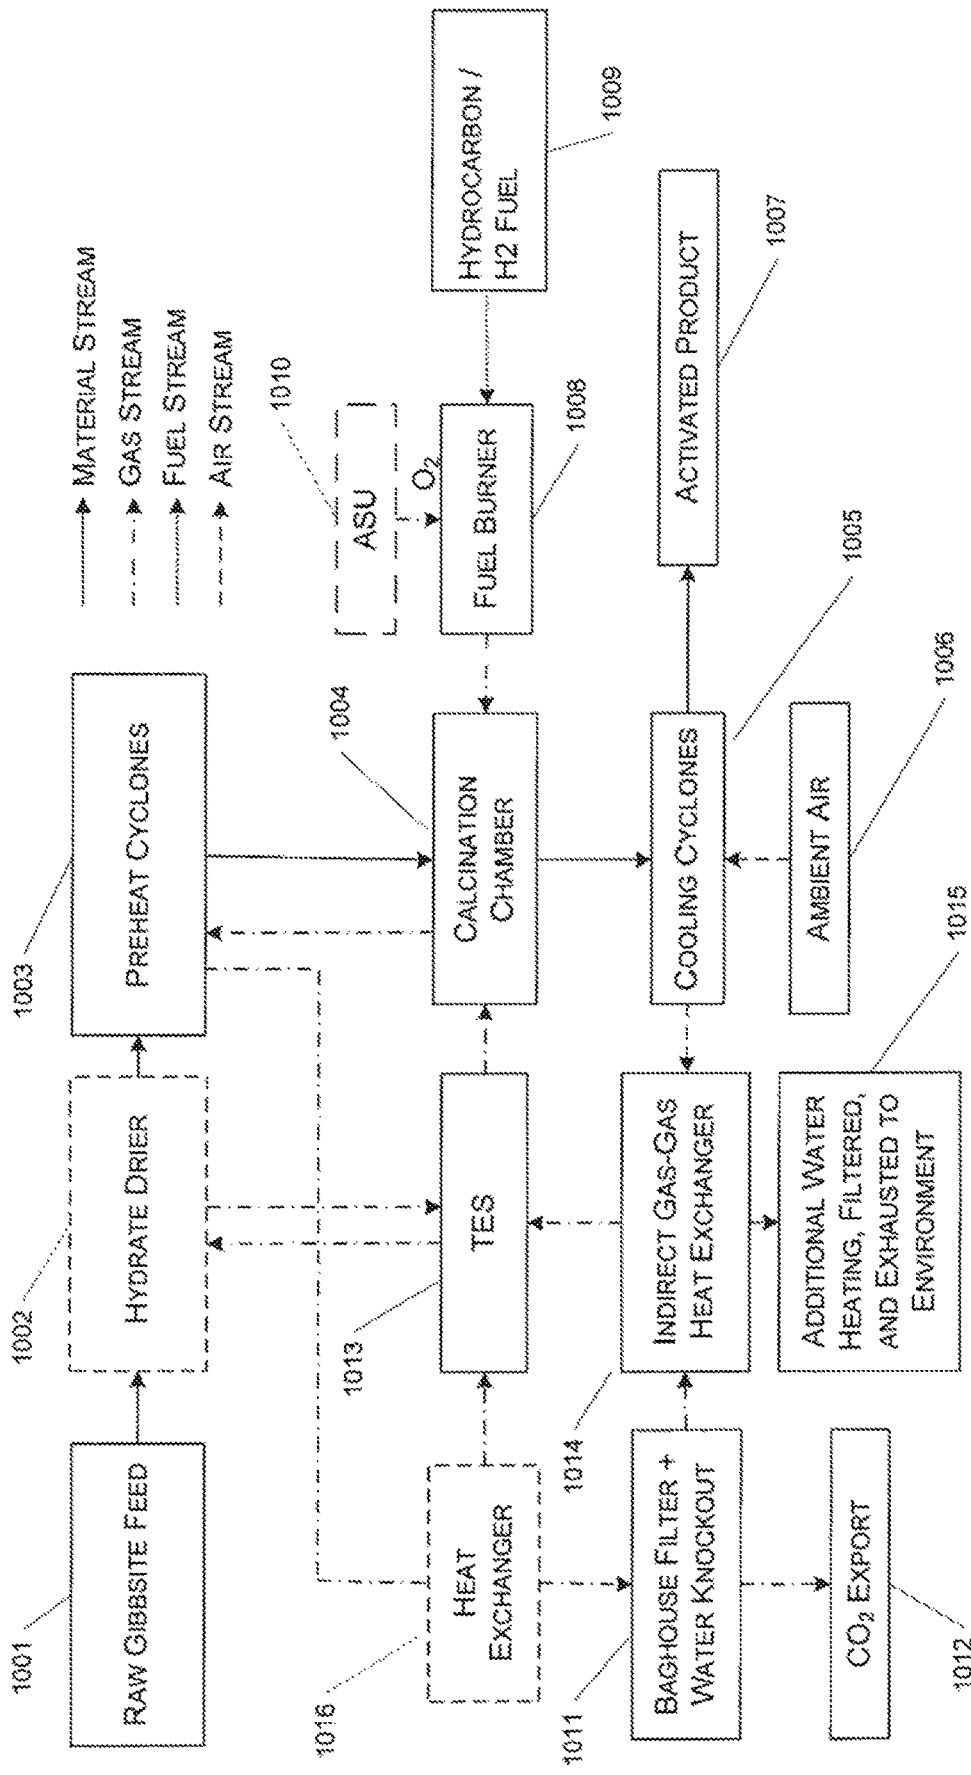 1001
RAW GIBBSITE FEED
1002
HYDRATE DRIER
1003
PREHEAT CYCLONES
MATERIAL STREAM
GAS STREAM
FUEL STREAM
AIR STREAM
1016
HEAT
EXCHANGER
1013
TES
1004
CALCINATION
CHAMBER
1010
ASU
O2
FUEL BURNER
1008
HYDROCARBON /
H2 FUEL
1009
1011
BAGHOUSE FILTER +
WATER KNOCKOUT
1014
INDIRECT GAS-GAS
HEAT EXCHANGER
COOLING CYCLONES
1005
ACTIVATED PRODUCT
1007
CO2 EXPORT
1012
ADDITIONAL WATER
HEATING, FILTERED,
AND EXHAUSTED TO
ENVIRONMENT
1015
AMBIENT AIR
1006